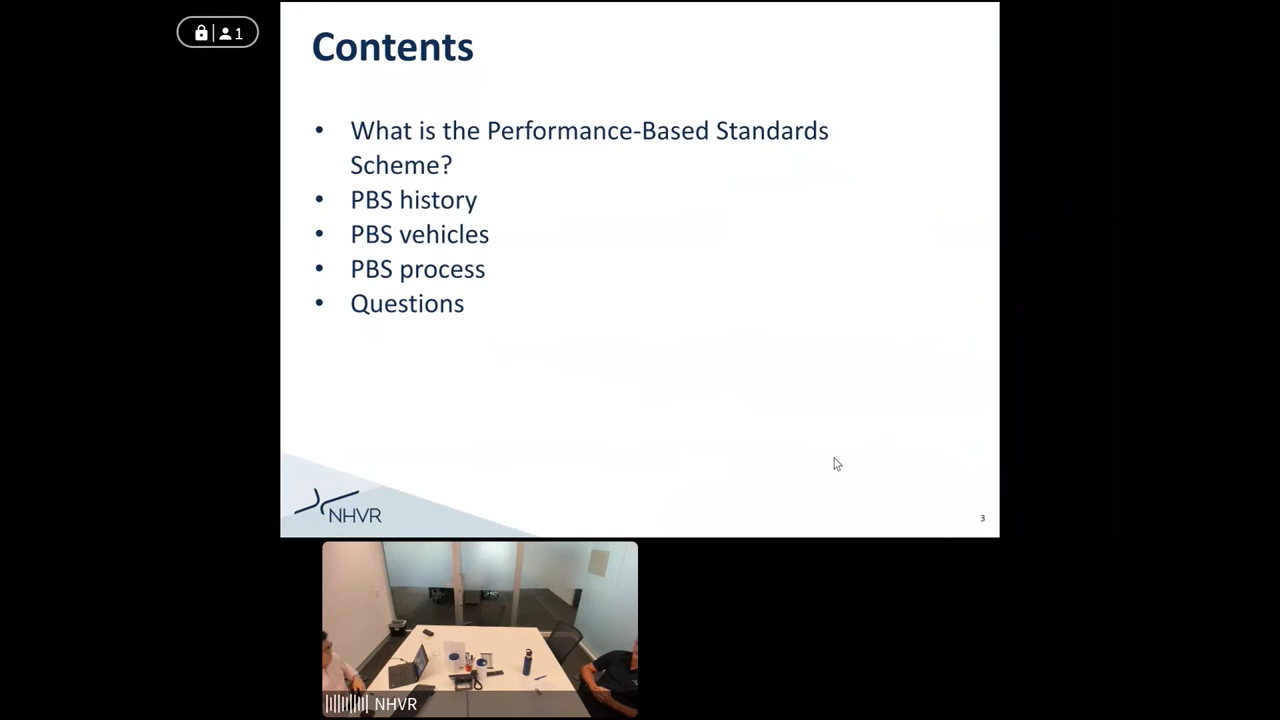 1
Contents
• What is the Performance-Based Standards
Scheme?
• PBS history
• PBS vehicles
• PBS process
• Questions
NHVR
3
NHVR